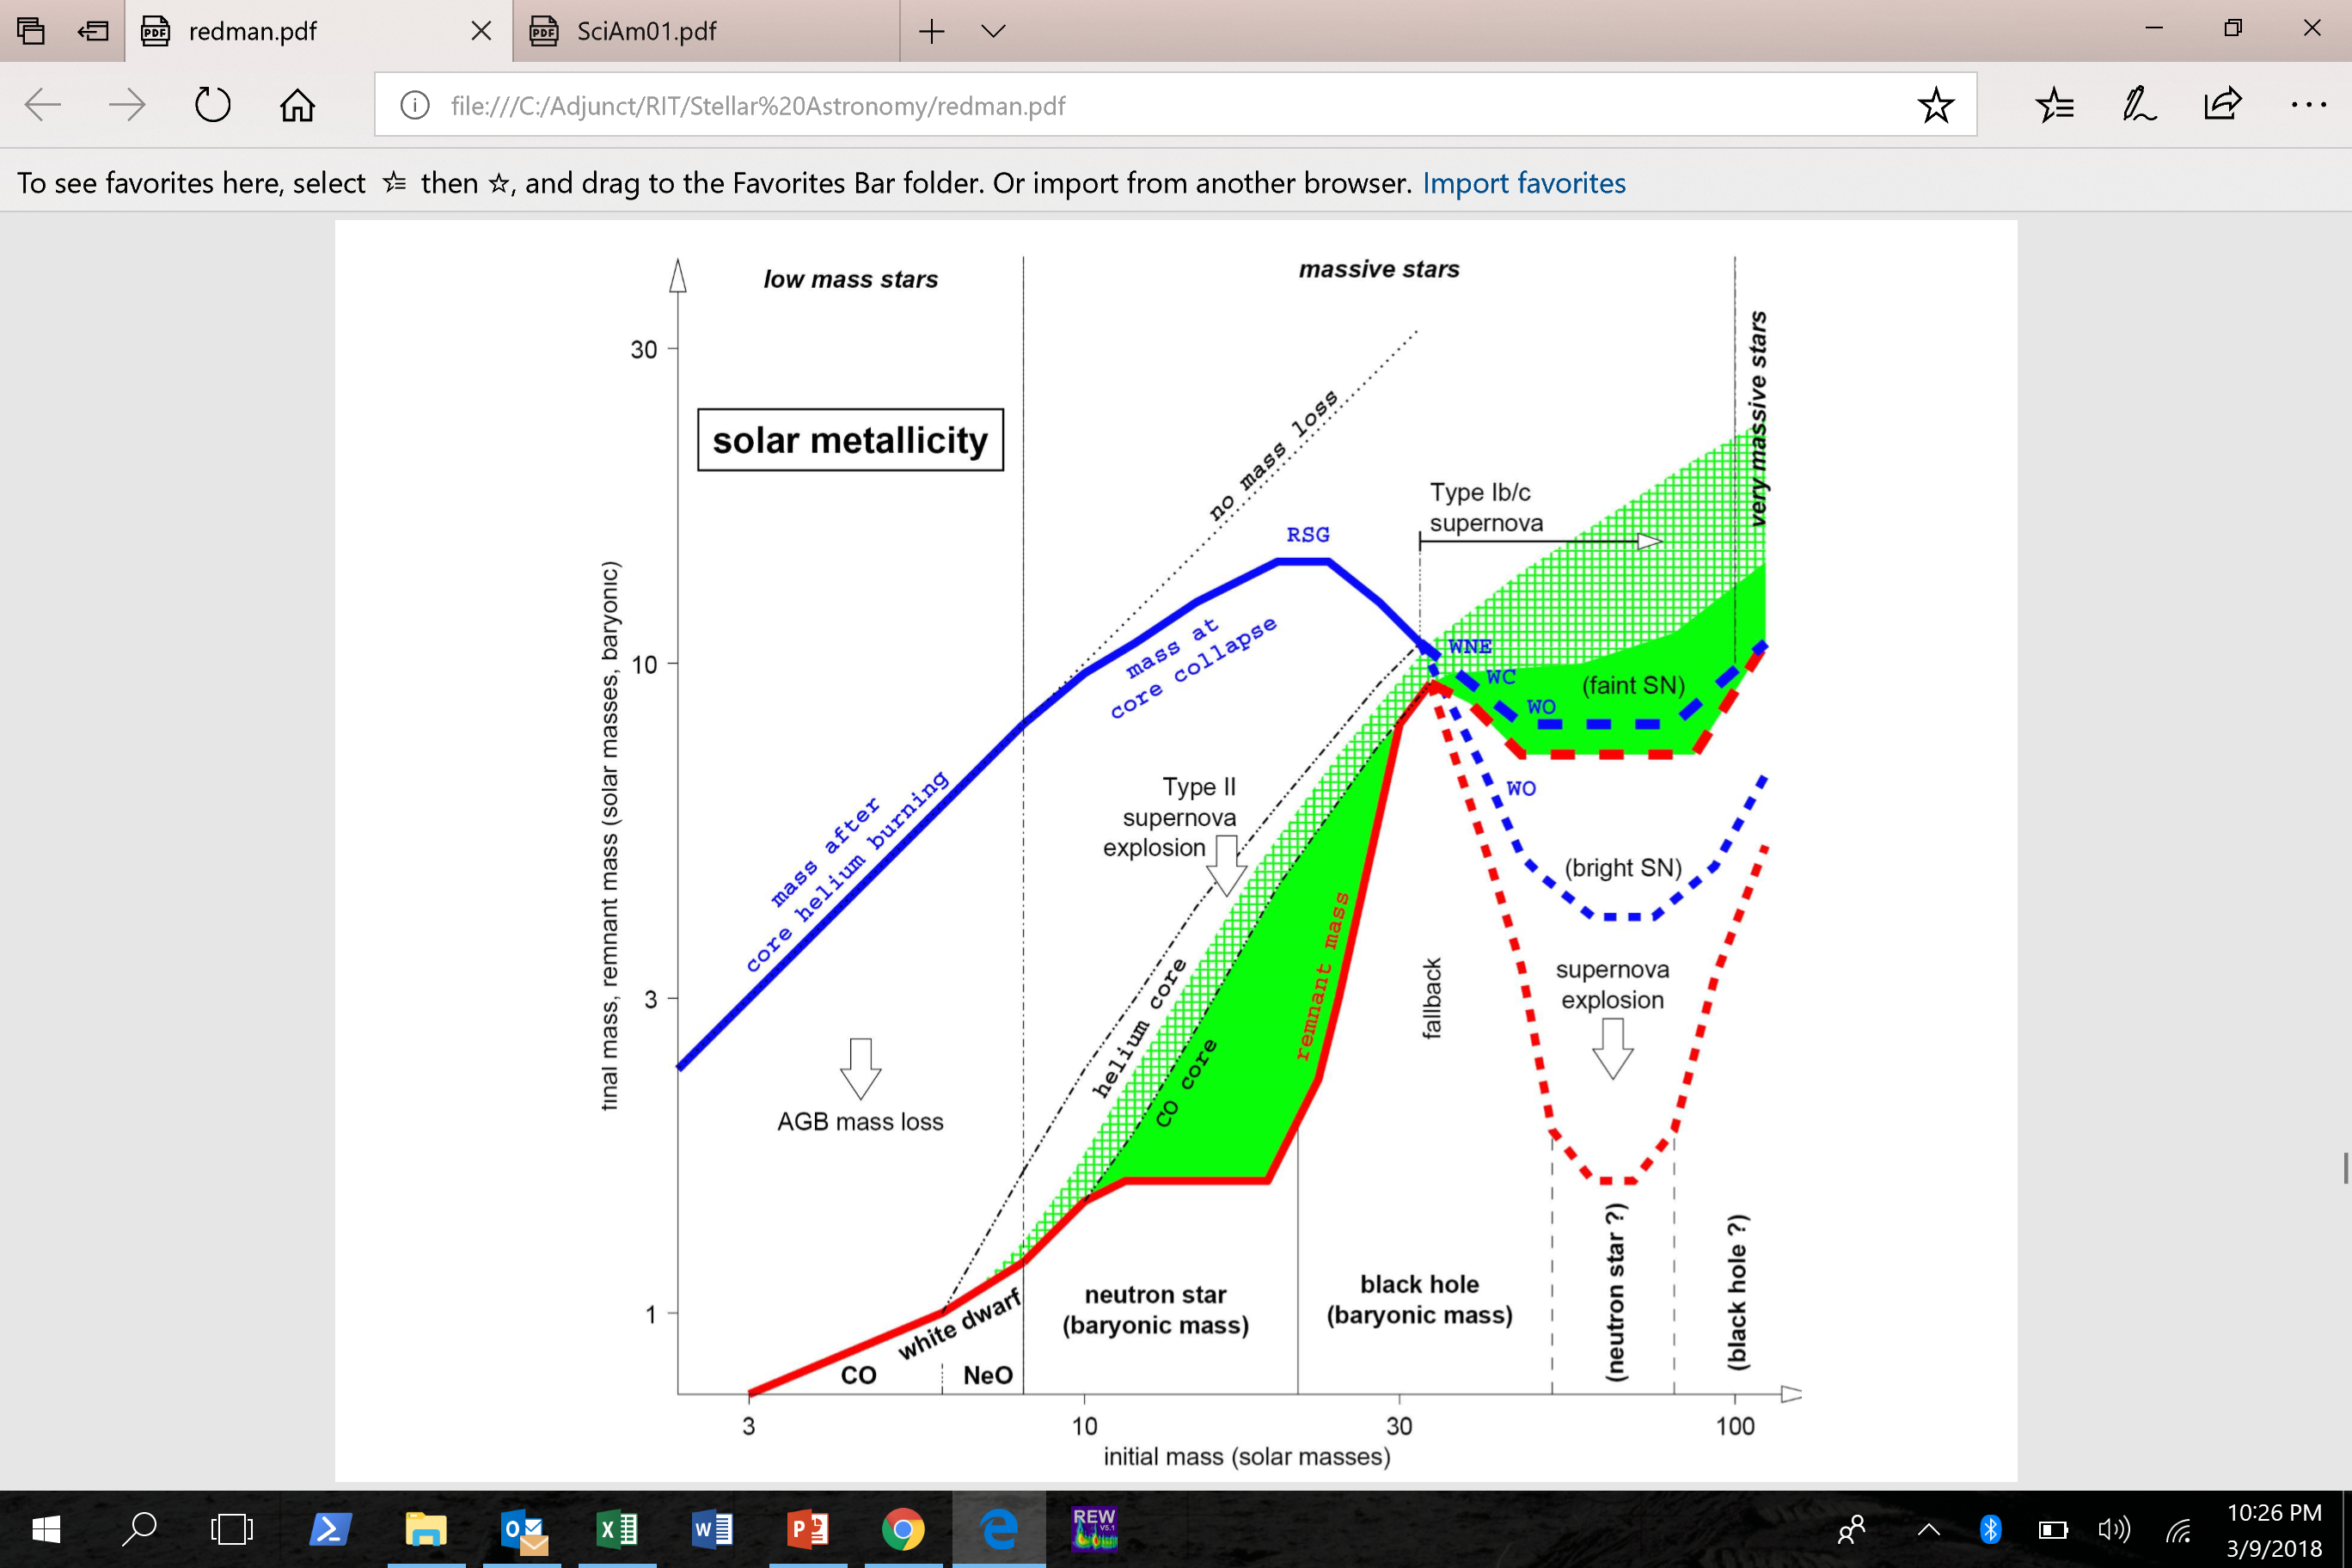 redman.pdf
SciAm01.pdf
file:///C:/Adjunct/RIT/Stellar%20Astronomy/redman.pdf
To see favorites here, select then , and drag to the Favorites Bar folder. Or import from another browser. Import favorites
low mass stars
massive stars
very massive stars
30
solar metallicity
no mass loss
Type Ib/c
supernova
RSG
final mass, remnant mass (solar masses, baryonic)
10
mass at
core collapse
WNE
WC
WO
(faint SN)
mass after
core helium burning
Type II
supernova
explosion
WO
(bright SN)
remnant mass
helium core
CO core
fallback
supernova
explosion
3
AGB mass loss
1
white dwarf
CO
NeO
neutron star
(baryonic mass)
black hole
(baryonic mass)
(neutron star ?)
(black hole ?)
3
10
30
100
initial mass (solar masses)
REW
V5.1
10:26 PM
3/9/2018